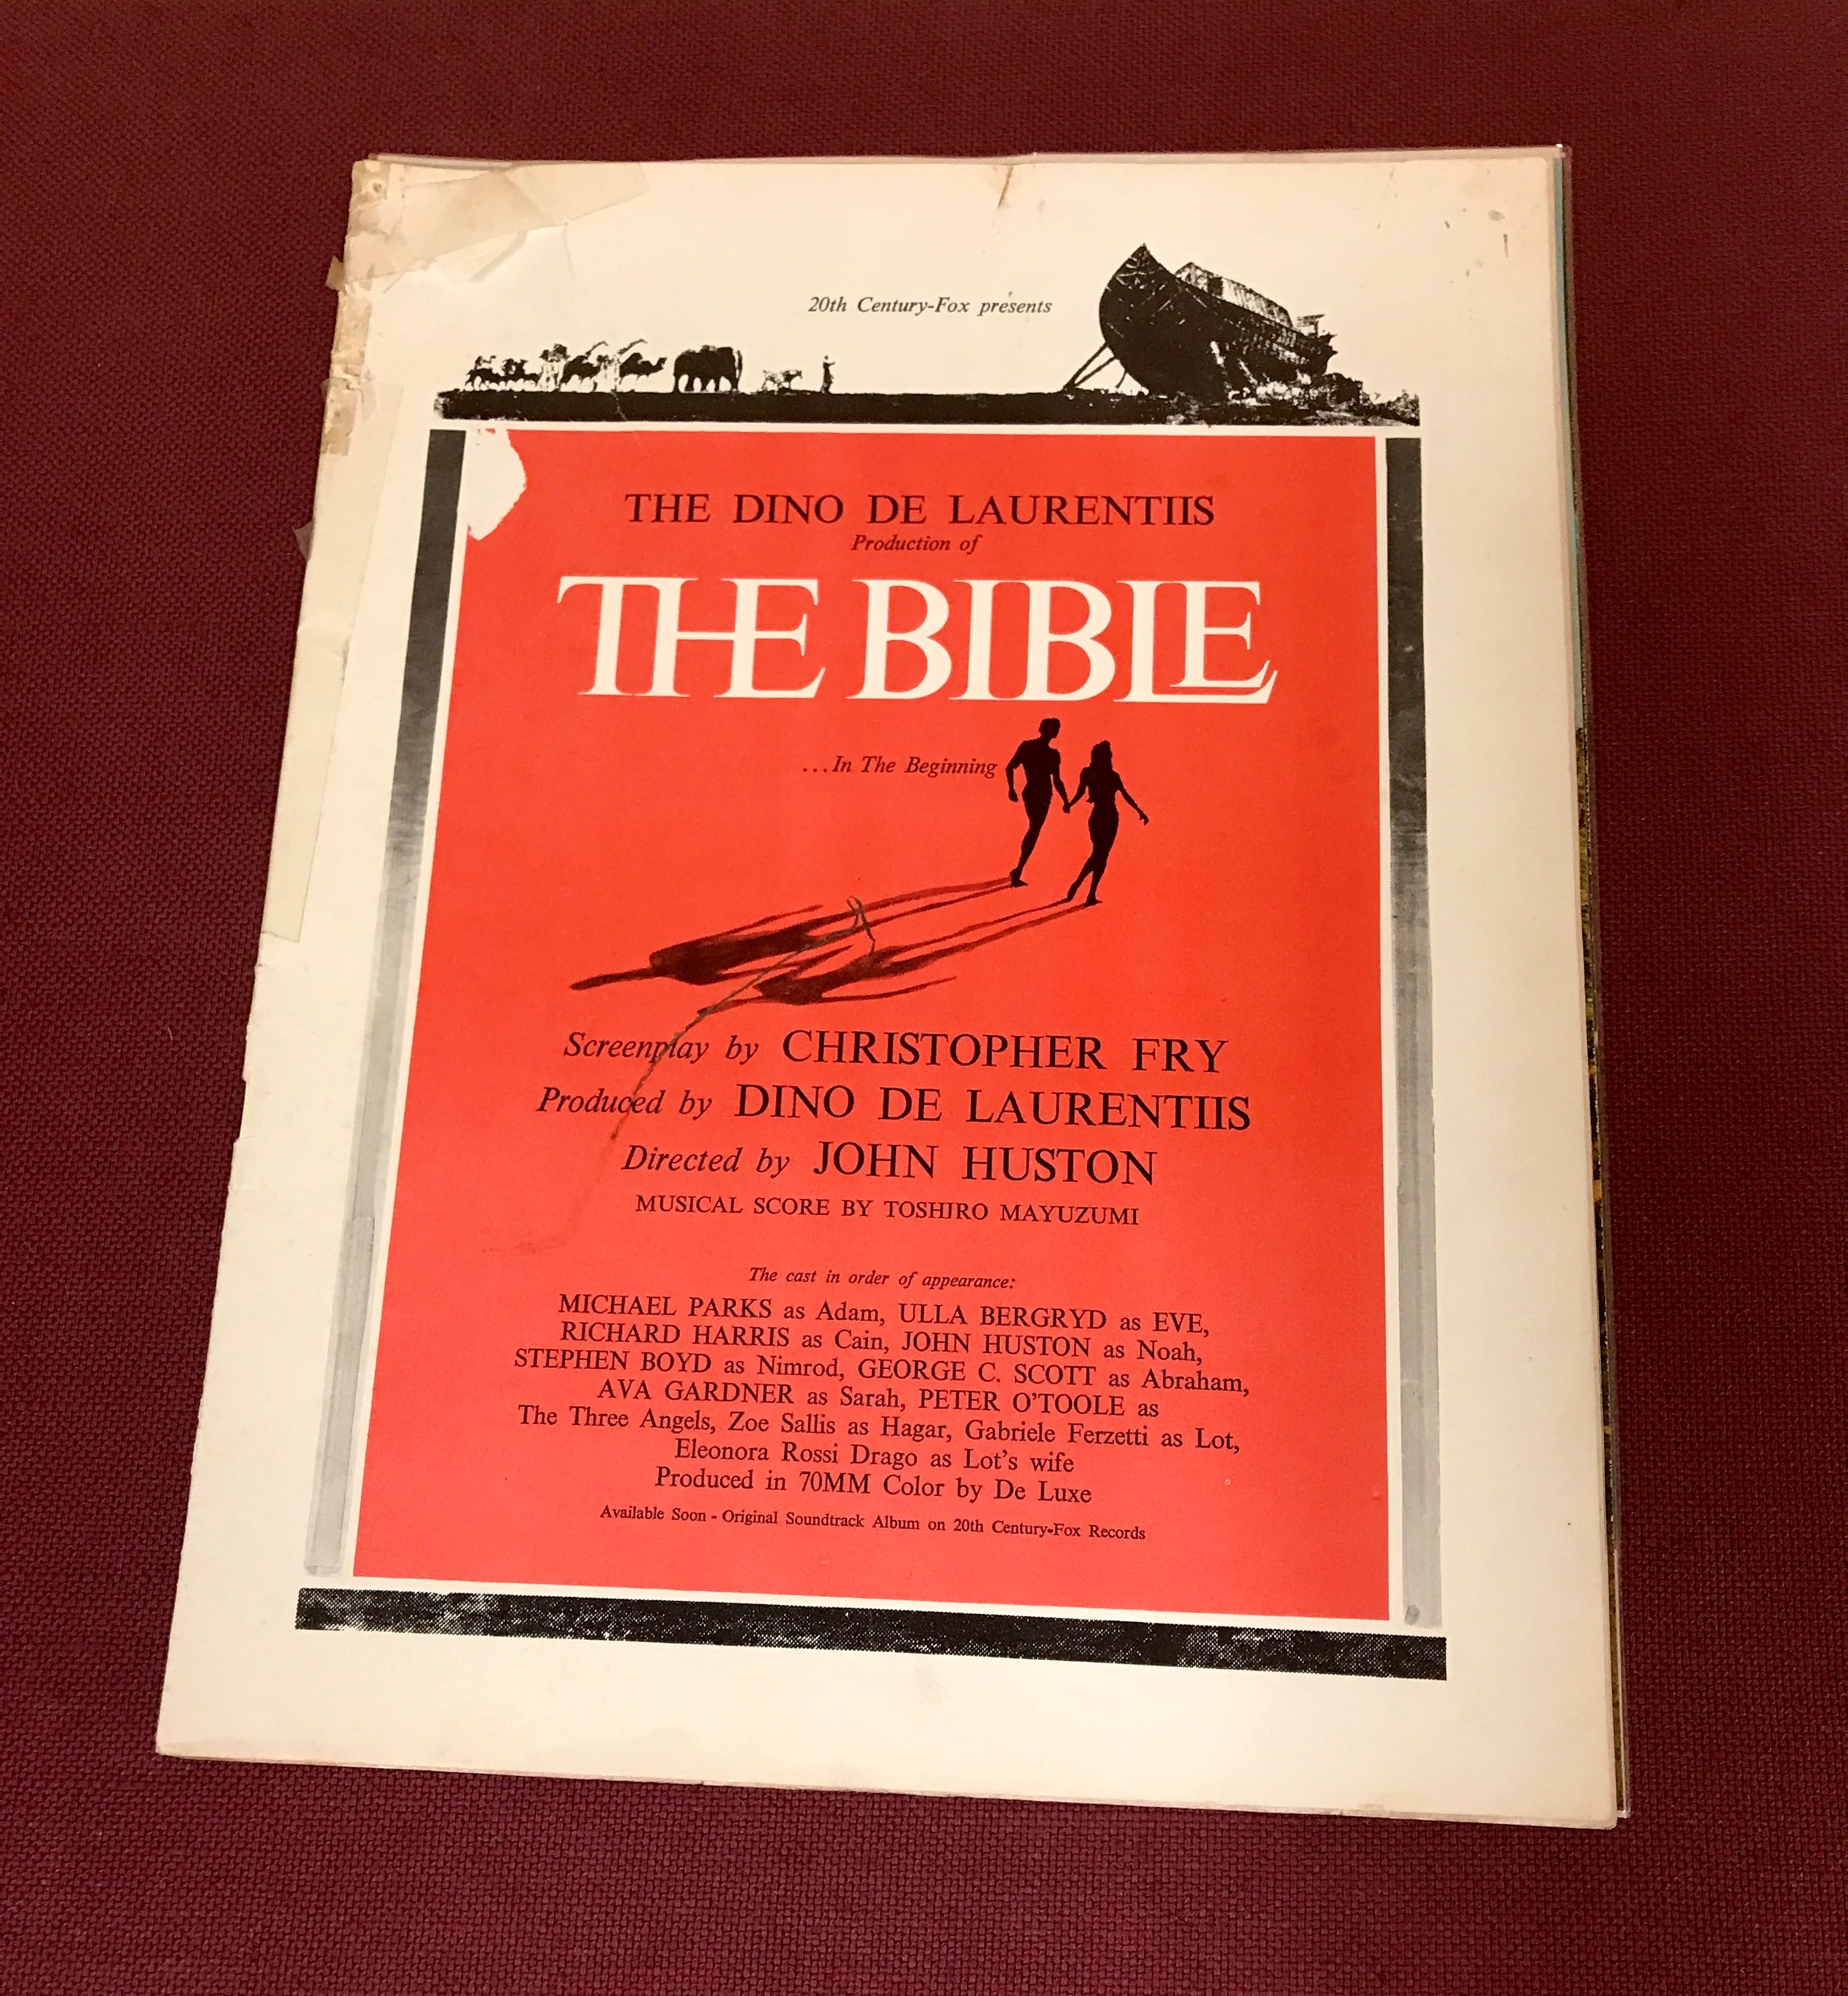 20th Century-Fox presents
THE DINO DE LAURENTIIS
Production of
THE BIBLE
...In The Beginning
Screenplay by CHRISTOPHER FRY
Produced by DINO DE LAURENTIIS
Directed by JOHN HUSTON
MUSICAL SCORE BY TOSHIRO MAYUZUMI
The cast in order of appearance:
MICHAEL PARKS as Adam, ULLA BERGRYD as EVE,
RICHARD HARRIS as Cain, JOHN HUSTON as Noah,
STEPHEN BOYD as Nimrod, GEORGE C. SCOTT as Abraham,
AVA GARDNER as Sarah, PETER O'TOOLE as
The Three Angels, Zoe Sallis as Hagar, Gabriele Ferzetti as Lot,
Eleonora Rossi Drago as Lot's wife
Produced in 70MM Color by De Luxe
Available Soon - Original Soundtrack Album on 20th Century-Fox Records